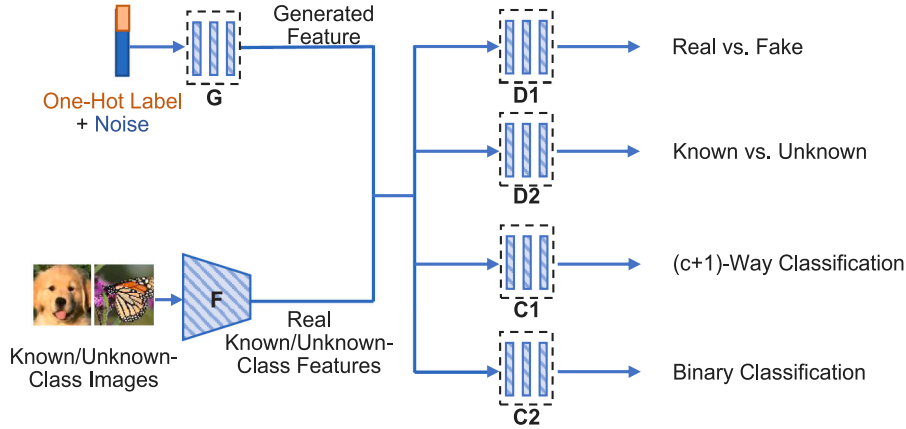 Generated
Feature
G
One-Hot Label
+ Noise
D1
Real vs. Fake
D2
Known vs. Unknown
F
Known/Unknown-
Class Images
Real
Known/Unknown-
Class Features
C1
(c+1)-Way Classification
C2
Binary Classification